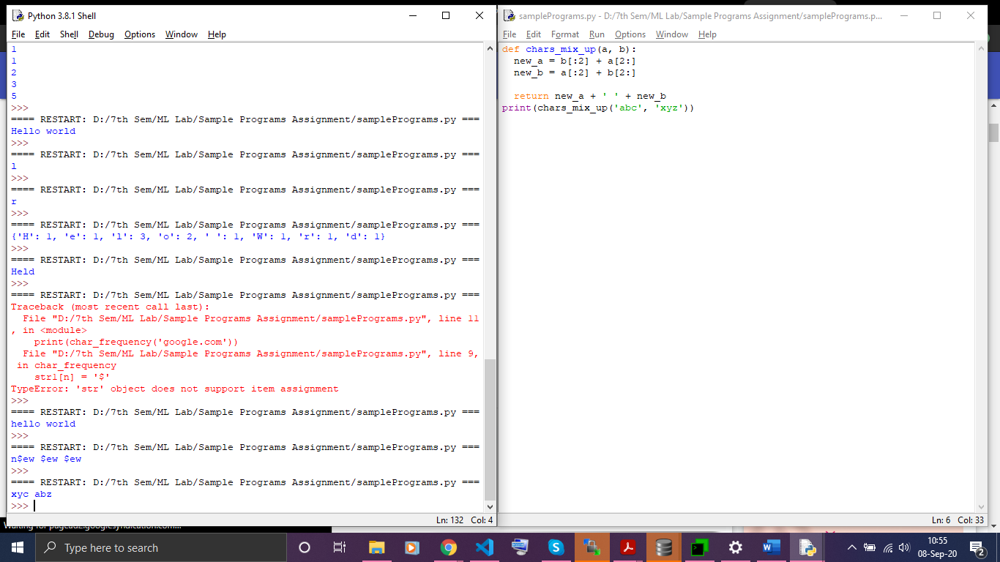 Python 3.8.1 Shell
File Edit Shell Debug Options Window Help
1
1
2
3
5
>>>
==== RESTART: D:/7th Sem/ML Lab/Sample Programs Assignment/samplePrograms.py ===
Hello world
>>>
==== RESTART: D:/7th Sem/ML Lab/Sample Programs Assignment/samplePrograms.py ===
l
>>>
==== RESTART: D:/7th Sem/ML Lab/Sample Programs Assignment/samplePrograms.py ===
r
>>>
==== RESTART: D:/7th Sem/ML Lab/Sample Programs Assignment/samplePrograms.py ===
{'H': 1, 'e': 1, 'l': 3, 'o': 2, ' ': 1, 'W': 1, 'r': 1, 'd': 1}
>>>
==== RESTART: D:/7th Sem/ML Lab/Sample Programs Assignment/samplePrograms.py ===
Held
>>>
==== RESTART: D:/7th Sem/ML Lab/Sample Programs Assignment/samplePrograms.py ===
Traceback (most recent call last):
  File "D:/7th Sem/ML Lab/Sample Programs Assignment/samplePrograms.py", line 11
, in <module>
    print(char_frequency('google.com'))
  File "D:/7th Sem/ML Lab/Sample Programs Assignment/samplePrograms.py", line 9,
 in char_frequency
    str1[n] = '$'
TypeError: 'str' object does not support item assignment
>>>
==== RESTART: D:/7th Sem/ML Lab/Sample Programs Assignment/samplePrograms.py ===
hello world
>>>
==== RESTART: D:/7th Sem/ML Lab/Sample Programs Assignment/samplePrograms.py ===
n$ew $ew $ew
>>>
==== RESTART: D:/7th Sem/ML Lab/Sample Programs Assignment/samplePrograms.py ===
xyc abz
>>>
Ln: 132 Col: 4
samplePrograms.py - D:/7th Sem/ML Lab/Sample Programs Assignment/samplePrograms.p...
File Edit Format Run Options Window Help
def chars_mix_up(a, b):
  new_a = b[:2] + a[2:]
  new_b = a[:2] + b[2:]
  return new_a + ' ' + new_b
print(chars_mix_up('abc', 'xyz'))
Ln: 6 Col: 33
Waiting for pagead2.googlesyndication.com...
Type here to search
10:55
08-Sep-20
2